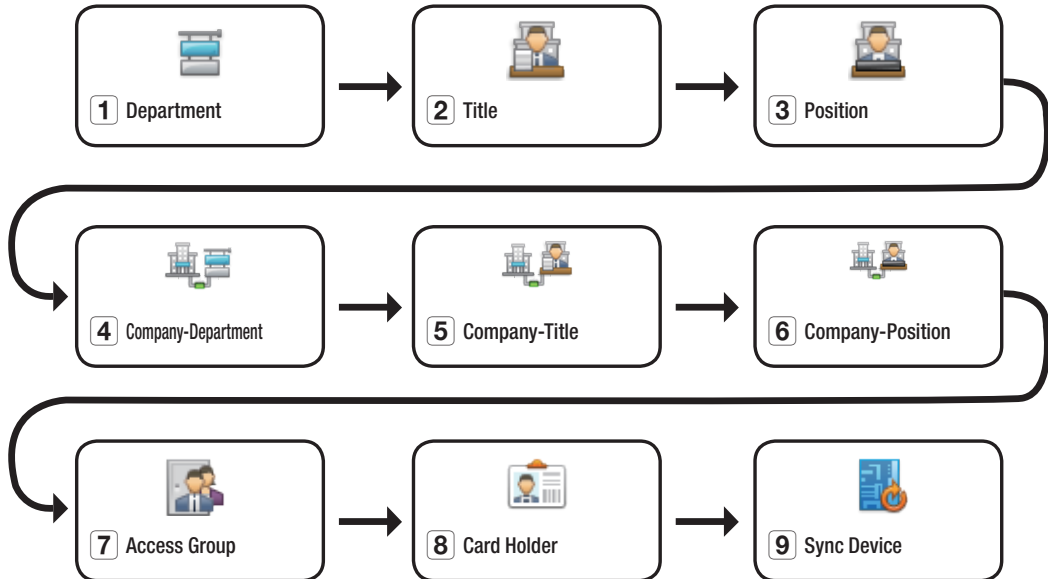 1 Department
2 Title
3 Position
4 Company-Department
5 Company-Title
6 Company-Position
7 Access Group
8 Card Holder
9 Sync Device